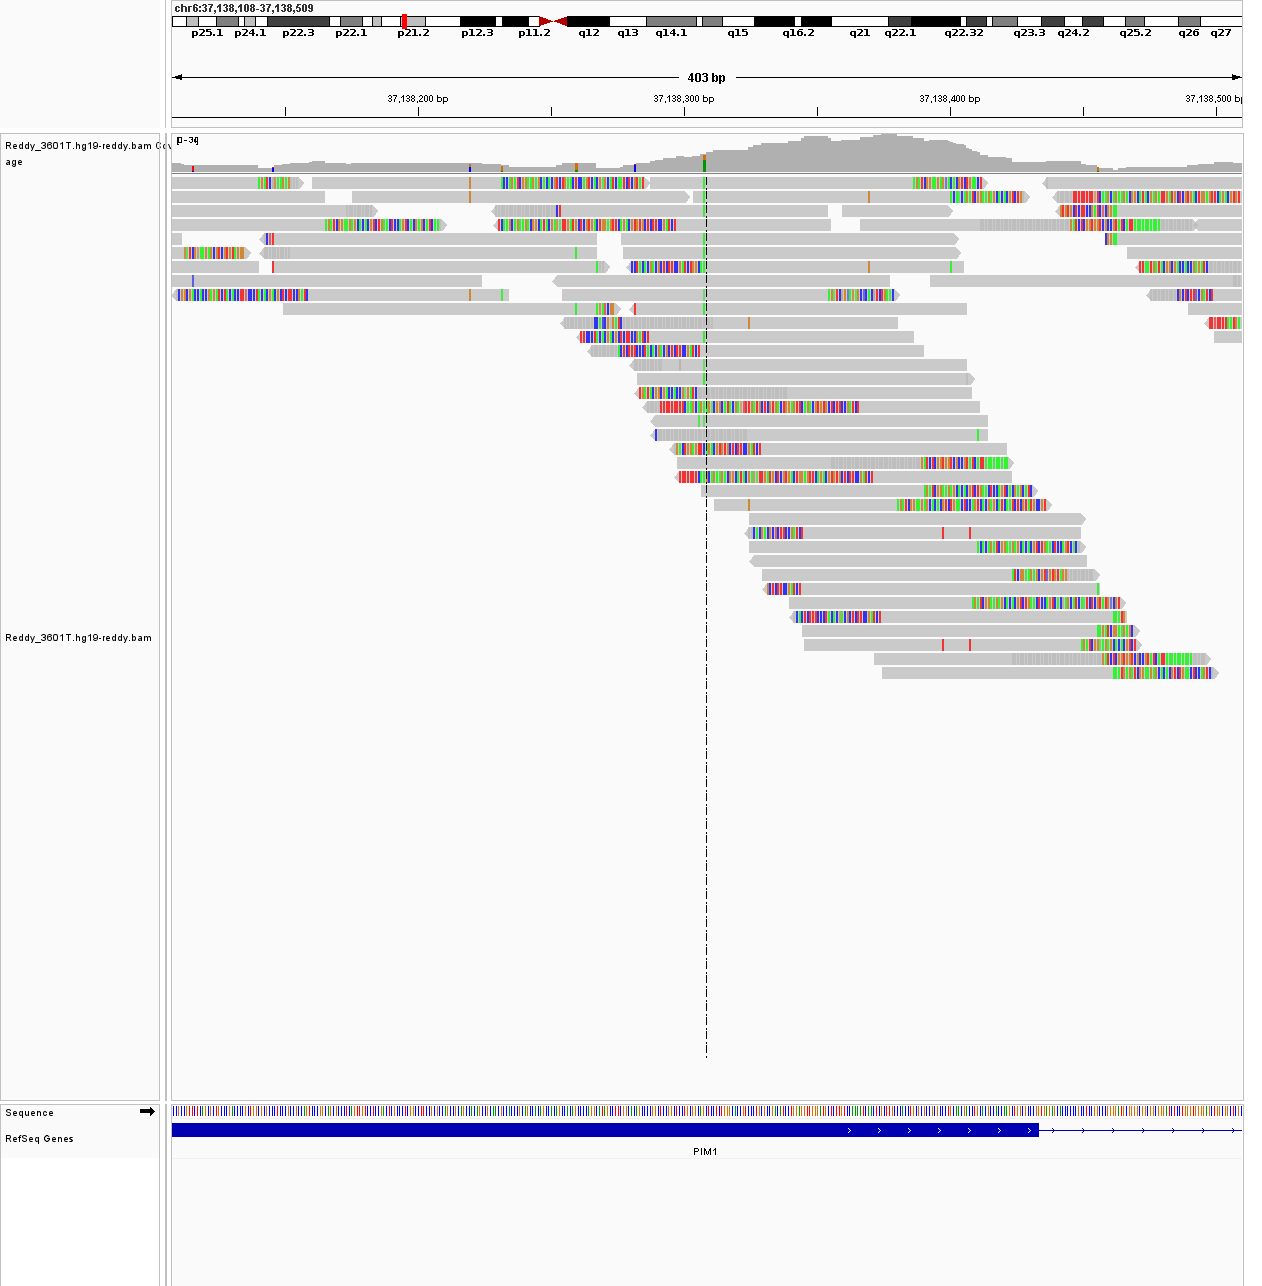 chr6:37,138,108-37,138,509
p25.1 p24.1 p22.3 p22.1 p21.2 p12.3 p11.2 q12 q13 q14.1 q15 q16.2 q21 q22.1 q22.32 q23.3 q24.2 q25.2 q26 q27
403 bp
37,138,200 bp 37,138,300 bp 37,138,400 bp 37,138,500 bp
Reddy_3601T.hg19-reddy.bam Cov
age
[0-34]
Reddy_3601T.hg19-reddy.bam
Sequence
RefSeq Genes
PIM1